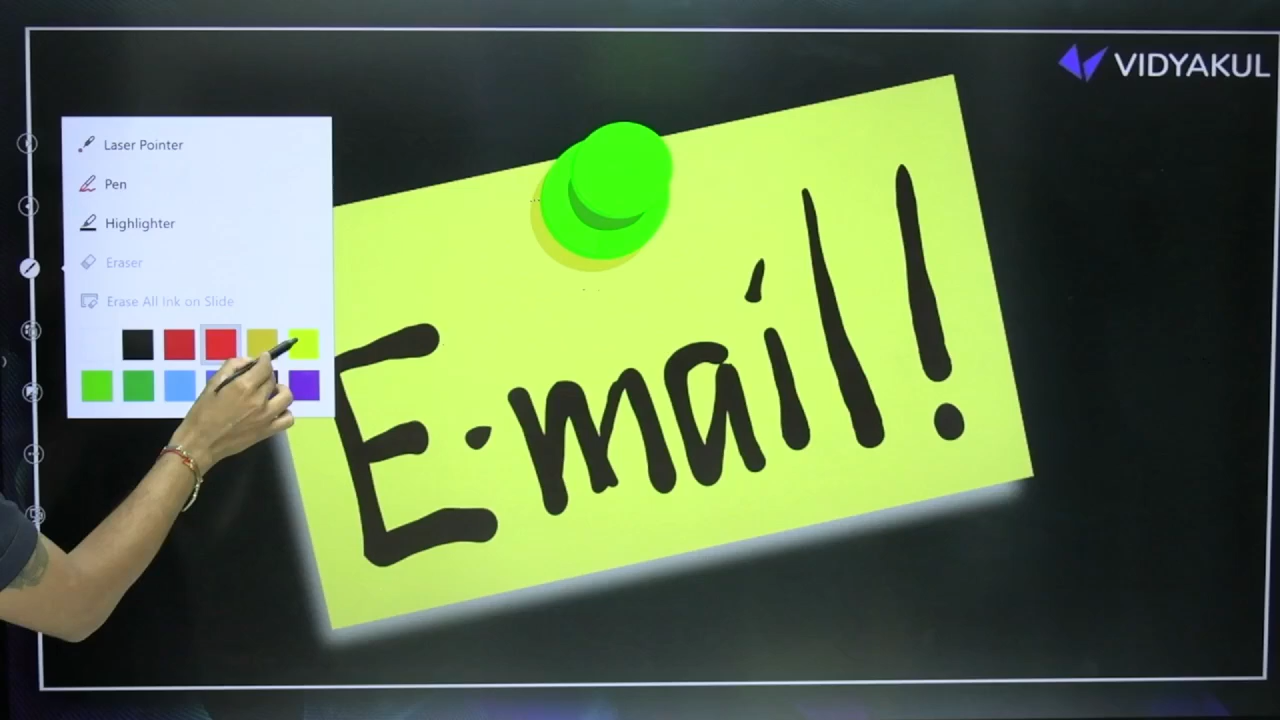 VIDYAKUL
Laser Pointer
Pen
Highlighter
Eraser
Erase All Ink on Slide
E-mail!